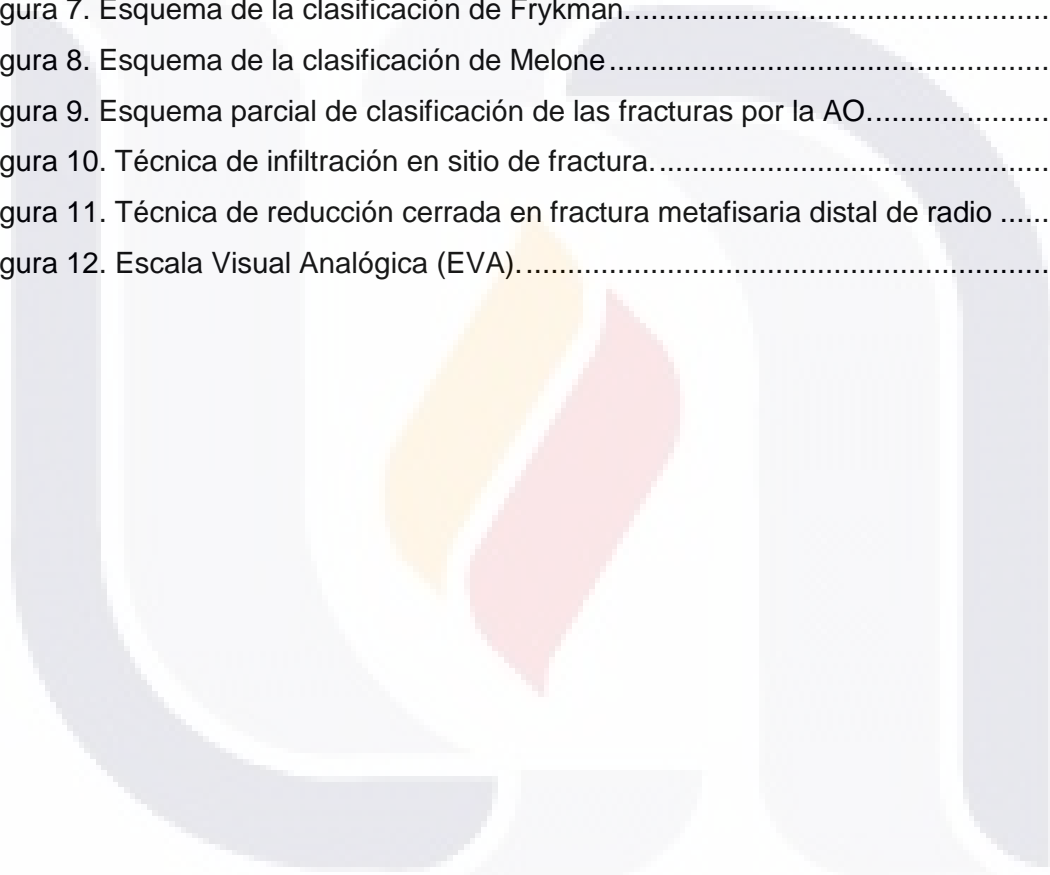 gura 7. Esquema de la clasificación de Frykman.......................................................
gura 8. Esquema de la clasificación de Melone.......................................................
gura 9. Esquema parcial de clasificación de las fracturas por la AO.......................
gura 10. Técnica de infiltración en sitio de fractura..................................................
gura 11. Técnica de reducción cerrada en fractura metafisaria distal de radio ......
gura 12. Escala Visual Analógica (EVA)..................................................................